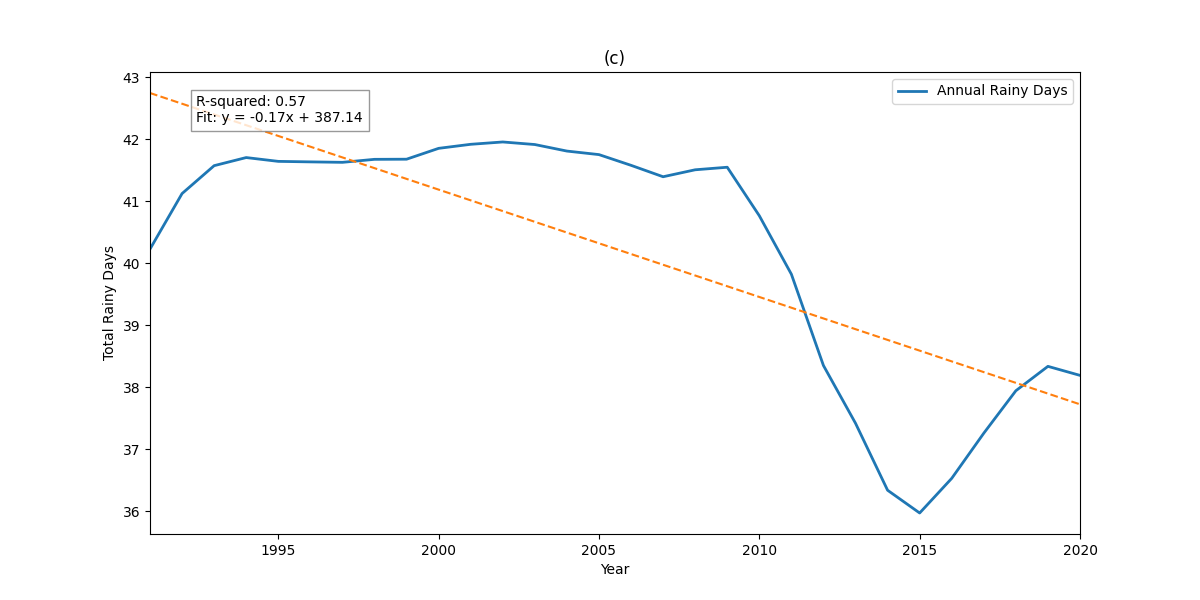 (c)
R-squared: 0.57
Fit: y = -0.17x + 387.14
Annual Rainy Days
Total Rainy Days
43
42
41
40
39
38
37
36
1995
2000
2005
2010
2015
2020
Year